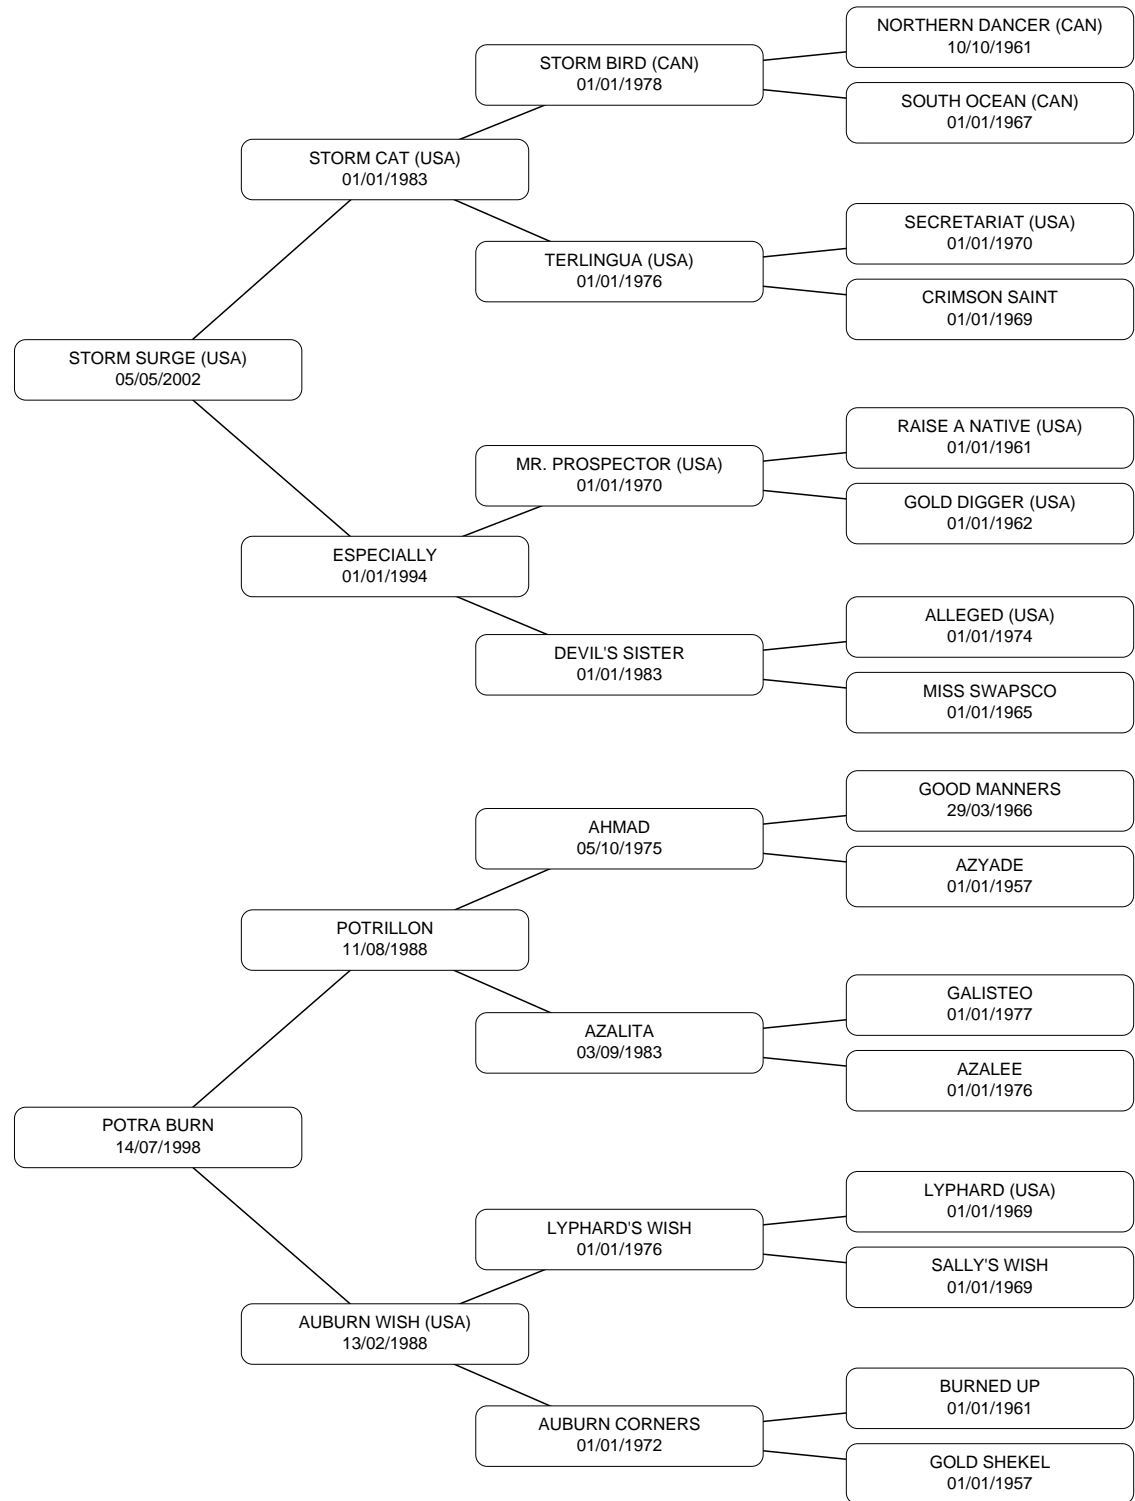 NORTHERN DANCER (CAN)
10/10/1961
STORM BIRD (CAN)
01/01/1978
SOUTH OCEAN (CAN)
01/01/1967
STORM CAT (USA)
01/01/1983
SECRETARIAT (USA)
01/01/1970
TERLINGUA (USA)
01/01/1976
CRIMSON SAINT
01/01/1969
STORM SURGE (USA)
05/05/2002
RAISE A NATIVE (USA)
01/01/1961
MR. PROSPECTOR (USA)
01/01/1970
GOLD DIGGER (USA)
01/01/1962
ESPECIALLY
01/01/1994
ALLEGED (USA)
01/01/1974
DEVIL'S SISTER
01/01/1983
MISS SWAPSCO
01/01/1965
GOOD MANNERS
29/03/1966
AHMAD
05/10/1975
AZYADE
01/01/1957
POTRILLON
11/08/1988
GALISTEO
01/01/1977
AZALITA
03/09/1983
AZALEE
01/01/1976
POTRA BURN
14/07/1998
LYPHARD (USA)
01/01/1969
LYPHARD'S WISH
01/01/1976
SALLY'S WISH
01/01/1969
AUBURN WISH (USA)
13/02/1988
BURNED UP
01/01/1961
AUBURN CORNERS
01/01/1972
GOLD SHEKEL
01/01/1957